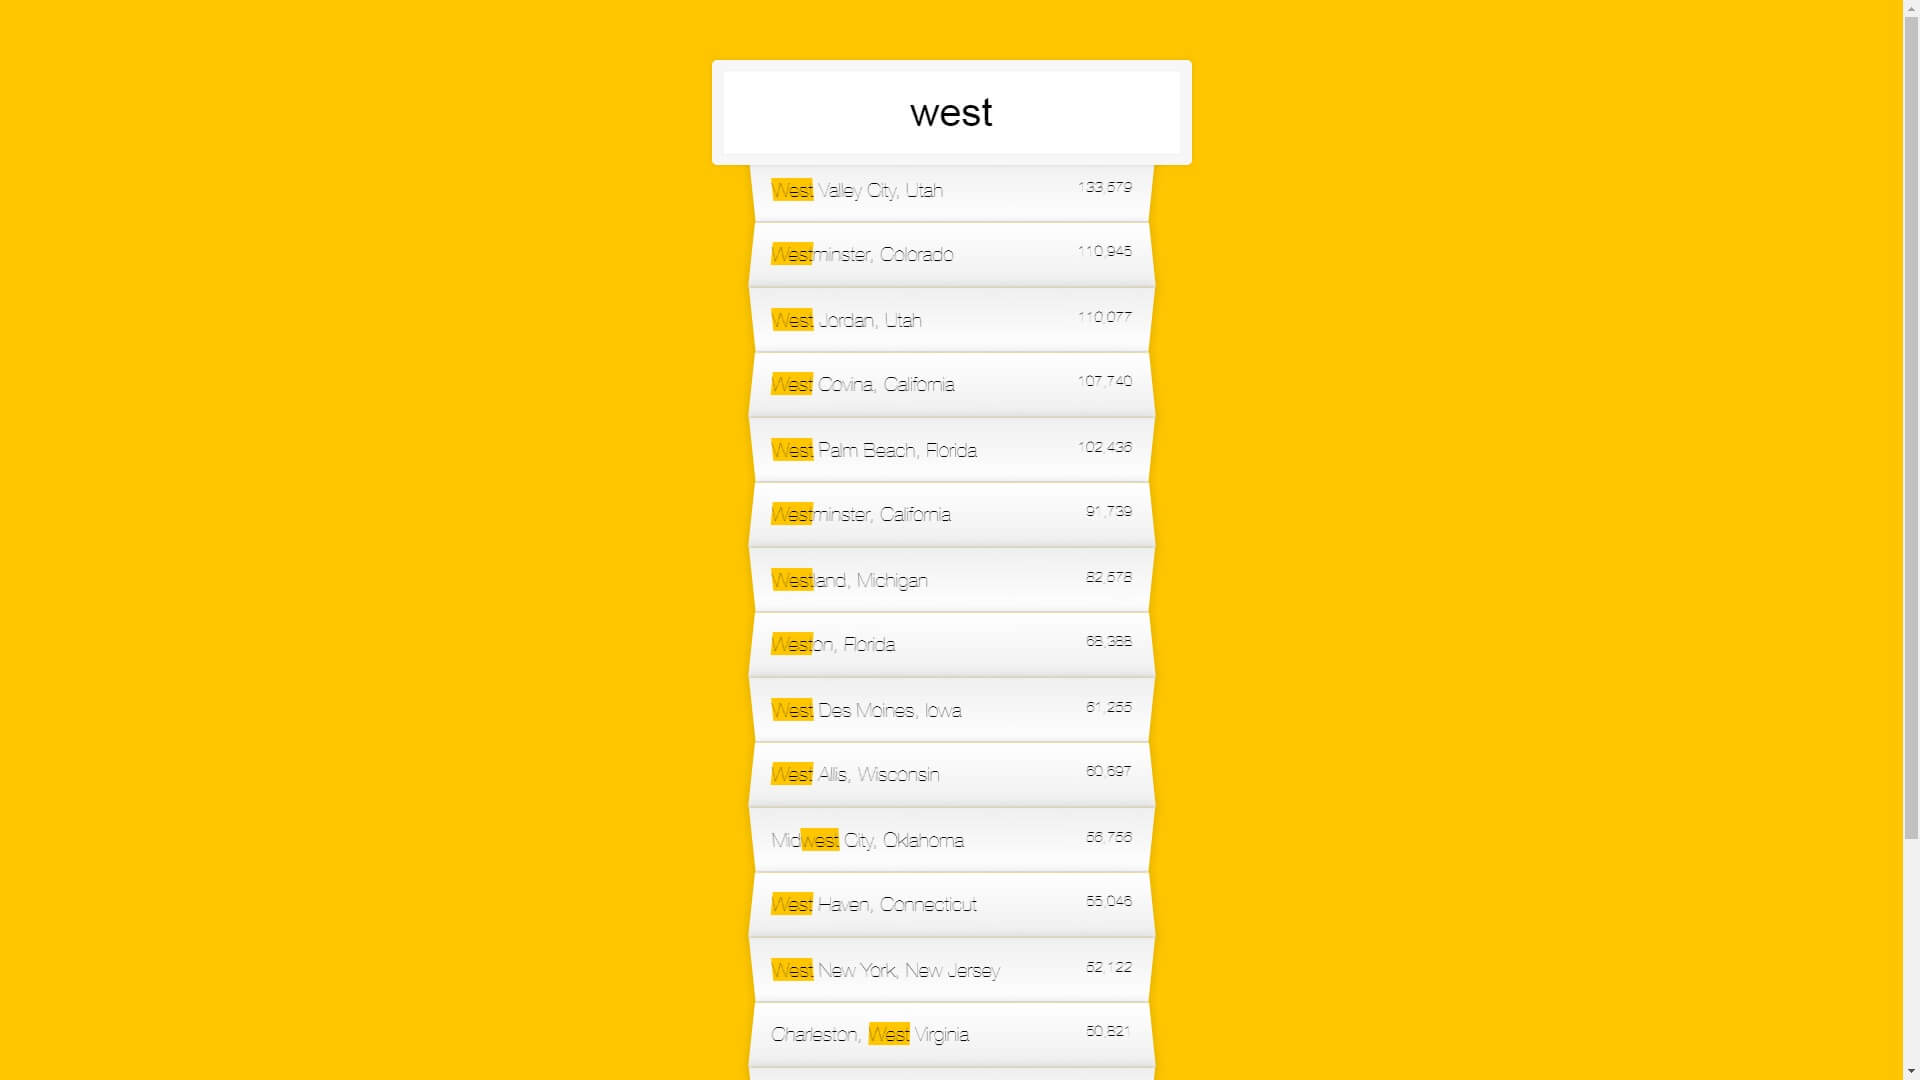 west
West Valley City, Utah 133,579
Westminster, Colorado 110,945
West Jordan, Utah 110,077
West Covina, California 107,740
West Palm Beach, Florida 102,436
Westminster, California 91,739
Westland, Michigan 82,578
Weston, Florida 68,388
West Des Moines, Iowa 61,255
West Allis, Wisconsin 60,697
Midwest City, Oklahoma 56,756
West Haven, Connecticut 55,046
West New York, New Jersey 52,122
Charleston, West Virginia 50,821